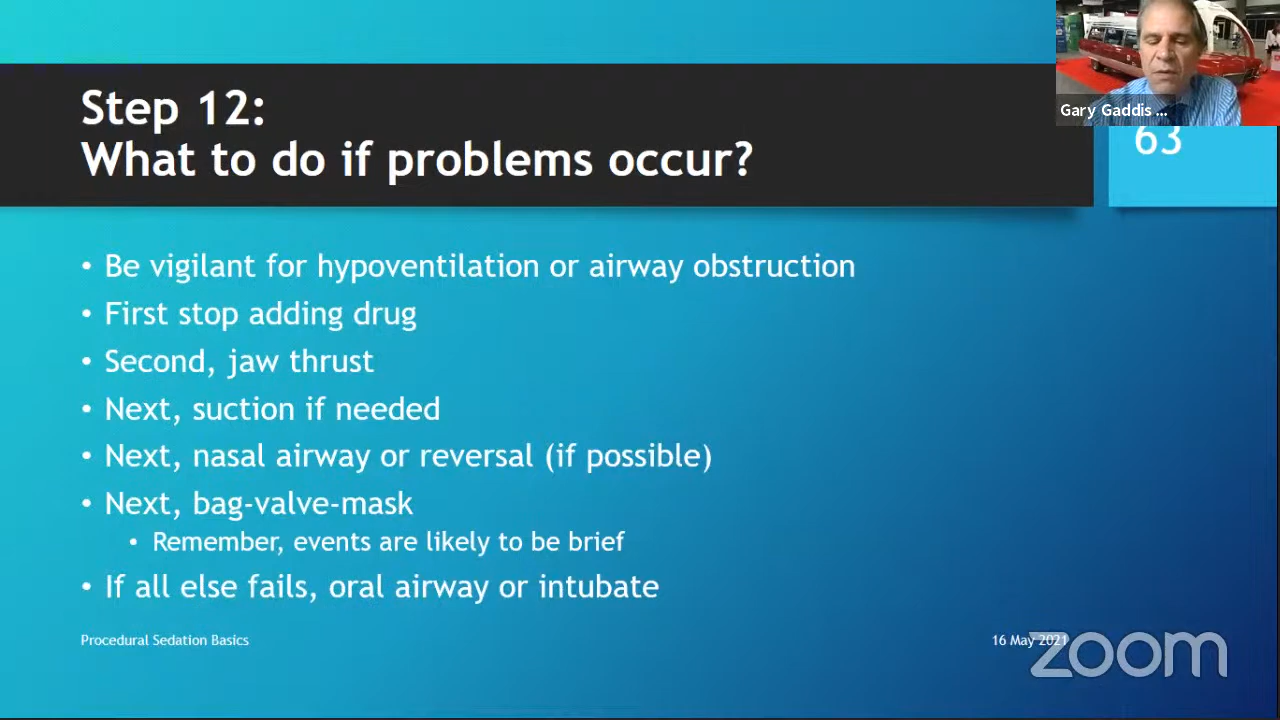 Step 12:
What to do if problems occur?
Gary Gaddis ...
63
• Be vigilant for hypoventilation or airway obstruction
• First stop adding drug
• Second, jaw thrust
• Next, suction if needed
• Next, nasal airway or reversal (if possible)
• Next, bag-valve-mask
• Remember, events are likely to be brief
• If all else fails, oral airway or intubate
Procedural Sedation Basics
16 May 2021
zoom